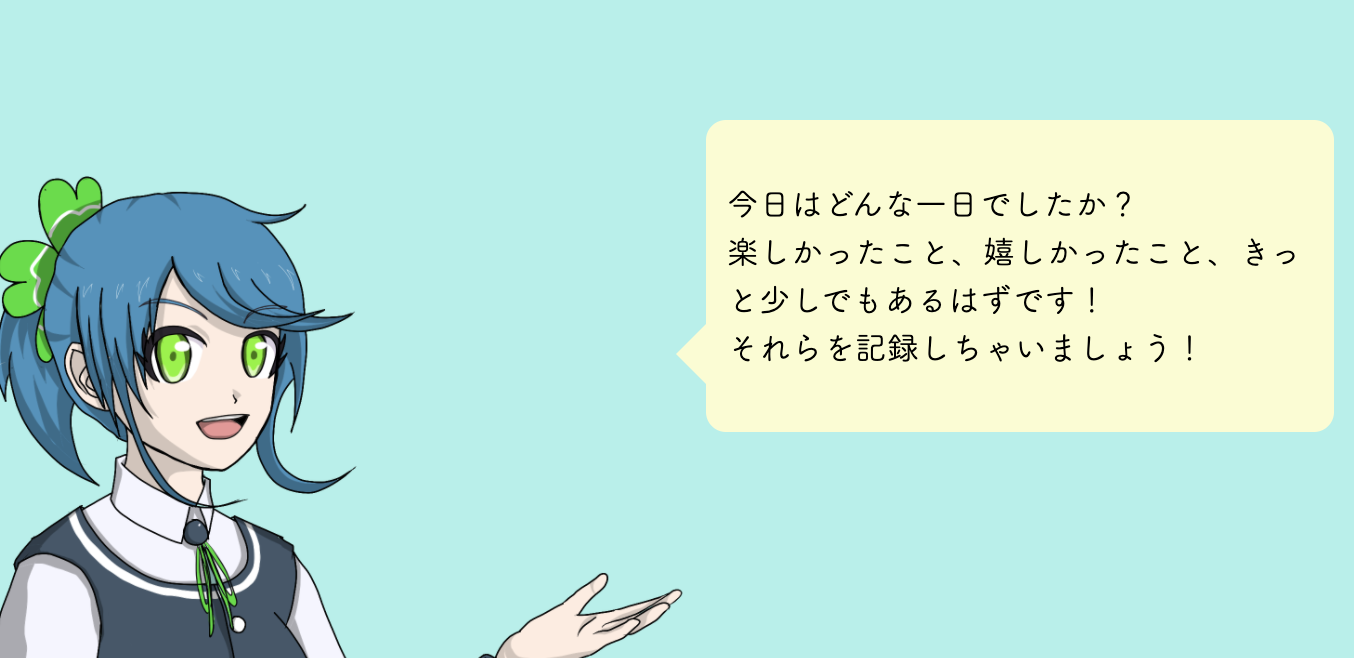 今日はどんな一日でしたか？
楽しかったこと、嬉しかったこと、きっ
と少しでもあるはずです！
それらを記録しちゃいましょう！